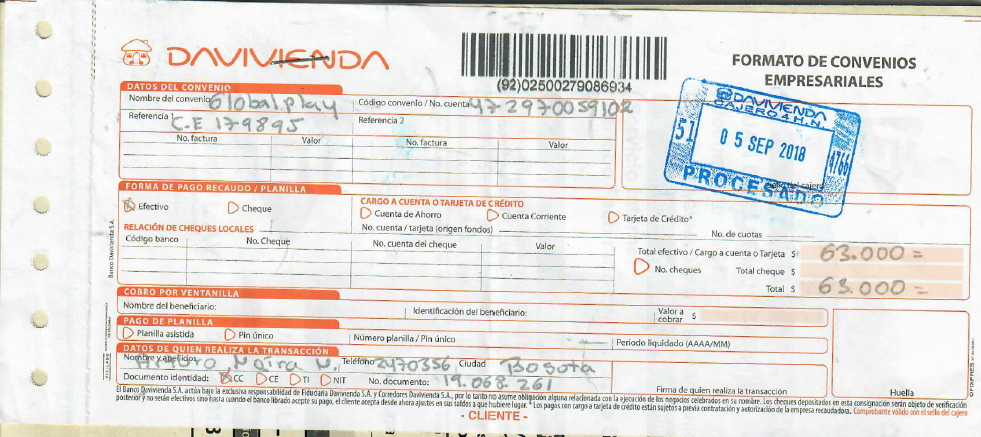 DAVIVIENDA
(92)02500279086934
FORMATO DE CONVENIOS
EMPRESARIALES
DATOS DEL CONVENIO
Nombre del convenio Global play Código convenio / No. cuenta 472970059102
Referencia 1 C.E 179895 Referencia 2
No. factura Valor No. factura Valor
DAVIVIENDA
CAJERO 4 H.N.
51 05 SEP 2018 4766
PROCESADO
del cajero
FORMA DE PAGO RECAUDO / PLANILLA
CARGO A CUENTA O TARJETA DE CRÉDITO
Efectivo Cheque Cuenta de Ahorro Cuenta Corriente Tarjeta de Crédito*
RELACIÓN DE CHEQUES LOCALES No. cuenta / tarjeta (origen fondos) No. de cuotas
Código banco No. Cheque No. cuenta del cheque Valor
Total efectivo / Cargo a cuenta o Tarjeta $ 63.000=
No. cheques Total cheque $
Total $ 63.000=
Banco Davivienda S.A.
COBRO POR VENTANILLA
Nombre del beneficiario: Identificación del beneficiario: Valor a cobrar $
PAGO DE PLANILLA
Planilla asistida Pin único Número planilla / Pin único Periodo liquidado (AAAA/MM)
DATOS DE QUIEN REALIZA LA TRANSACCIÓN
Nombre y apellidos Arturo Neira N. Teléfono 2470356 Ciudad Bogota
Documento identidad: CC CE TI NIT No. documento: 19.068.261
Firma de quien realiza la transacción Huella
El Banco Davivienda S.A. actúa bajo la exclusiva responsabilidad de Fiduciaria Davivienda S.A. y Corredores Davivienda S.A., por lo tanto no asume obligación alguna relacionada con la ejecución de los negocios celebrados en su nombre. Los cheques depositados en esta consignación serán objeto de verificación
posterior y no serán efectivos sino hasta cuando el banco librado acepte su pago, el cliente acepta desde ahora ajustes en sus saldos a que hubiere lugar. * Los pagos con cargo a tarjeta de crédito están sujetos a previa contratación y autorización de la empresa recaudadora. Comprobante válido con el sello del cajero
- CLIENTE -